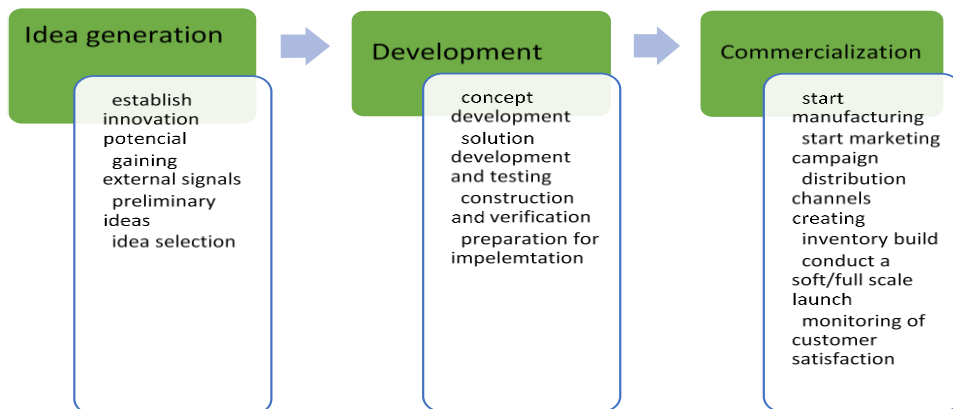 Idea generation
establish
innovation
potencial
gaining
external signals
preliminary
ideas
idea selection
Development
concept
development
solution
development
and testing
construction
and verification
preparation for
impelemtation
Commercialization
start
manufacturing
start marketing
campaign
distribution
channels
creating
inventory build
conduct a
soft/full scale
launch
monitoring of
customer
satisfaction